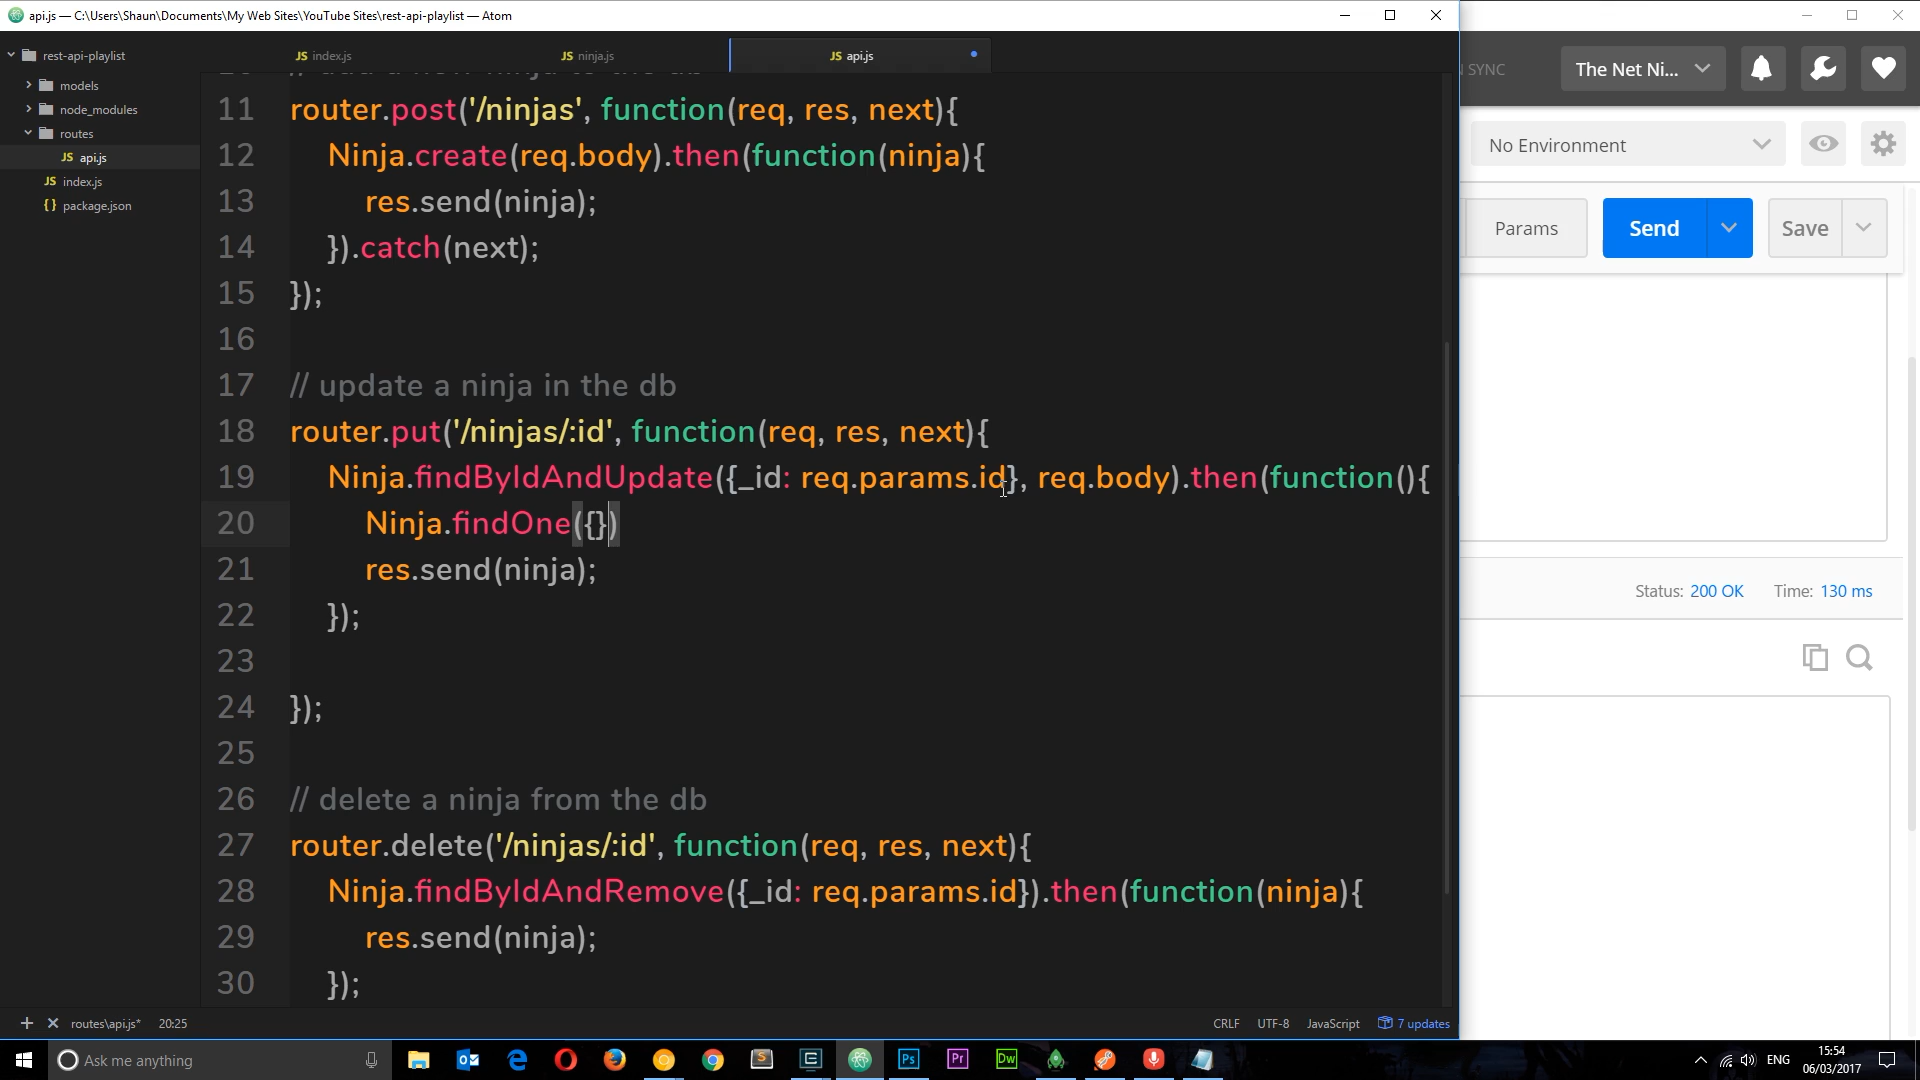 api.js — C:\Users\Shaun\Documents\My Web Sites\YouTube Sites\rest-api-playlist — Atom
rest-api-playlist
models
node_modules
routes
JS api.js
JS index.js
{} package.json
JS index.js
JS ninja.js
JS api.js
11 router.post('/ninjas', function(req, res, next){
12 Ninja.create(req.body).then(function(ninja){
13 res.send(ninja);
14 }).catch(next);
15 });
16
17 // update a ninja in the db
18 router.put('/ninjas/:id', function(req, res, next){
19 Ninja.findByIdAndUpdate({_id: req.params.id}, req.body).then(function(){
20 Ninja.findOne({})
21 res.send(ninja);
22 });
23
24 });
25
26 // delete a ninja from the db
27 router.delete('/ninjas/:id', function(req, res, next){
28 Ninja.findByIdAndRemove({_id: req.params.id}).then(function(ninja){
29 res.send(ninja);
30 });
routes\api.js* 20:25
CRLF UTF-8 JavaScript 7 updates
SYNC
The Net Ni...
No Environment
Params
Send
Save
Status: 200 OK Time: 130 ms
Ask me anything
Ps
Pr
Dw
ENG
15:54
06/03/2017